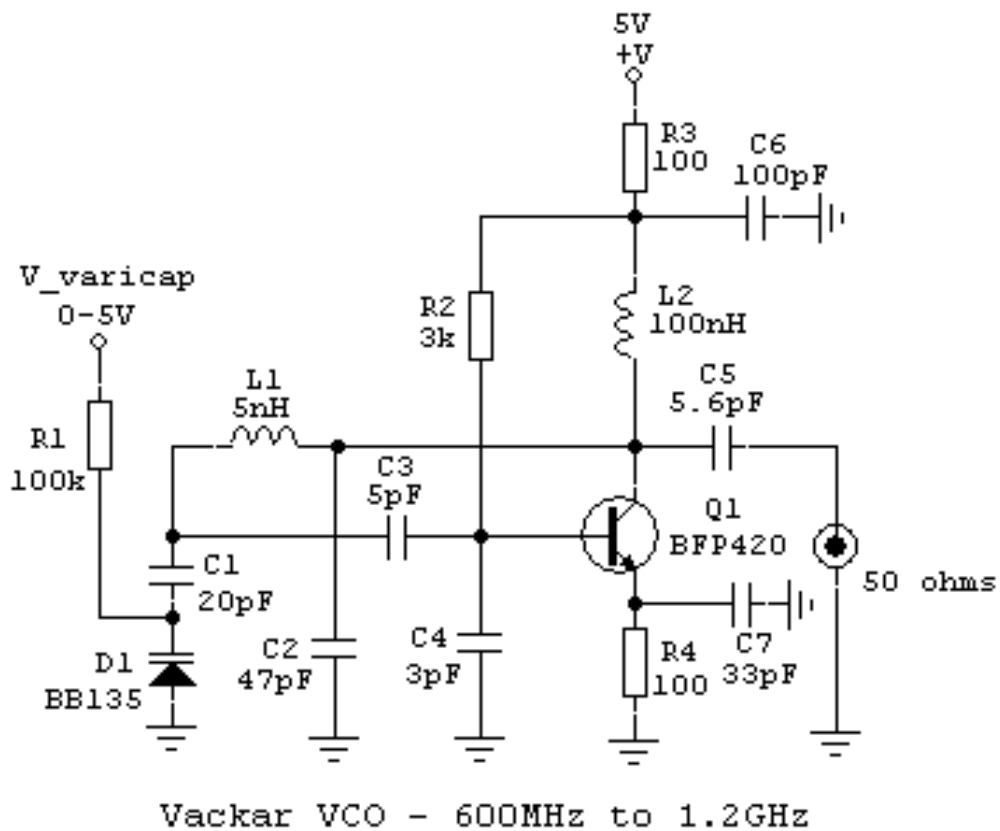 5V
+V
R3
100
C6
100pF
V_varicap
0-5V
R2
3k
L2
100nH
L1
5nH
C5
5.6pF
R1
100k
C3
5pF
Q1
BFP420
C1
20pF
50 ohms
D1
BB135
C2
47pF
C4
3pF
R4
100
C7
33pF
Vackar VCO - 600MHz to 1.2GHz